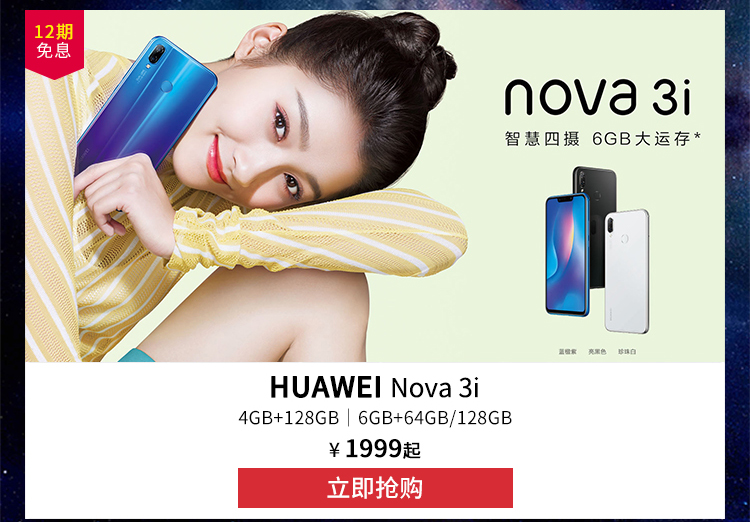 12期
免息
nova 3i
智慧四摄 6GB大运存*
蓝楹紫 亮黑色 珍珠白
HUAWEI Nova 3i
4GB+128GB｜6GB+64GB/128GB
¥ 1999起
立即抢购